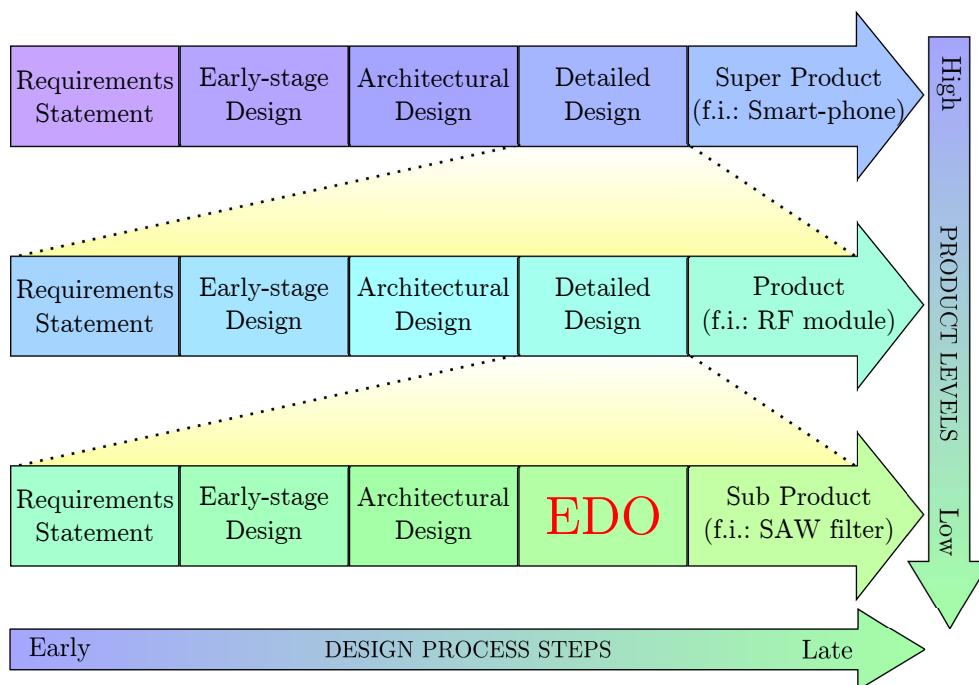 Requirements
Statement
Early-stage
Design
Architectural
Design
Detailed
Design
Super Product
(f.i.: Smart-phone)
Requirements
Statement
Early-stage
Design
Architectural
Design
Detailed
Design
Product
(f.i.: RF module)
Requirements
Statement
Early-stage
Design
Architectural
Design
EDO
Sub Product
(f.i.: SAW filter)
High
PRODUCT LEVELS
Low
Early
DESIGN PROCESS STEPS
Late